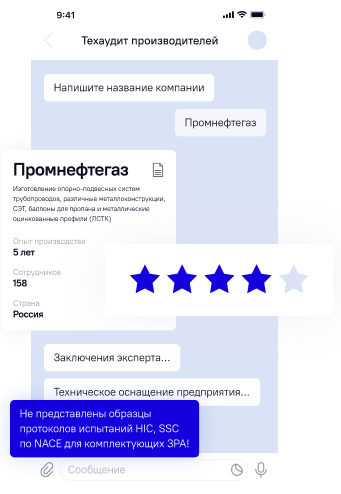 9:41
Техаудит производителей
Напишите название компании
Промнефтегаз
Промнефтегаз
Изготовление опорно-подвесных систем
трубопроводов, различные металлоконструкции,
СЭТ, баллоны для пропана и металлические
оцинкованные профили (ЛСТК)
Опыт производства
5 лет
Сотрудников
158
Страна
Россия
Заключения эксперта...
Техническое оснащение предприятия...
Не представлены образцы
протоколов испытаний HIC, SSC
по NACE для комплектующих ЗРА!
Сообщение